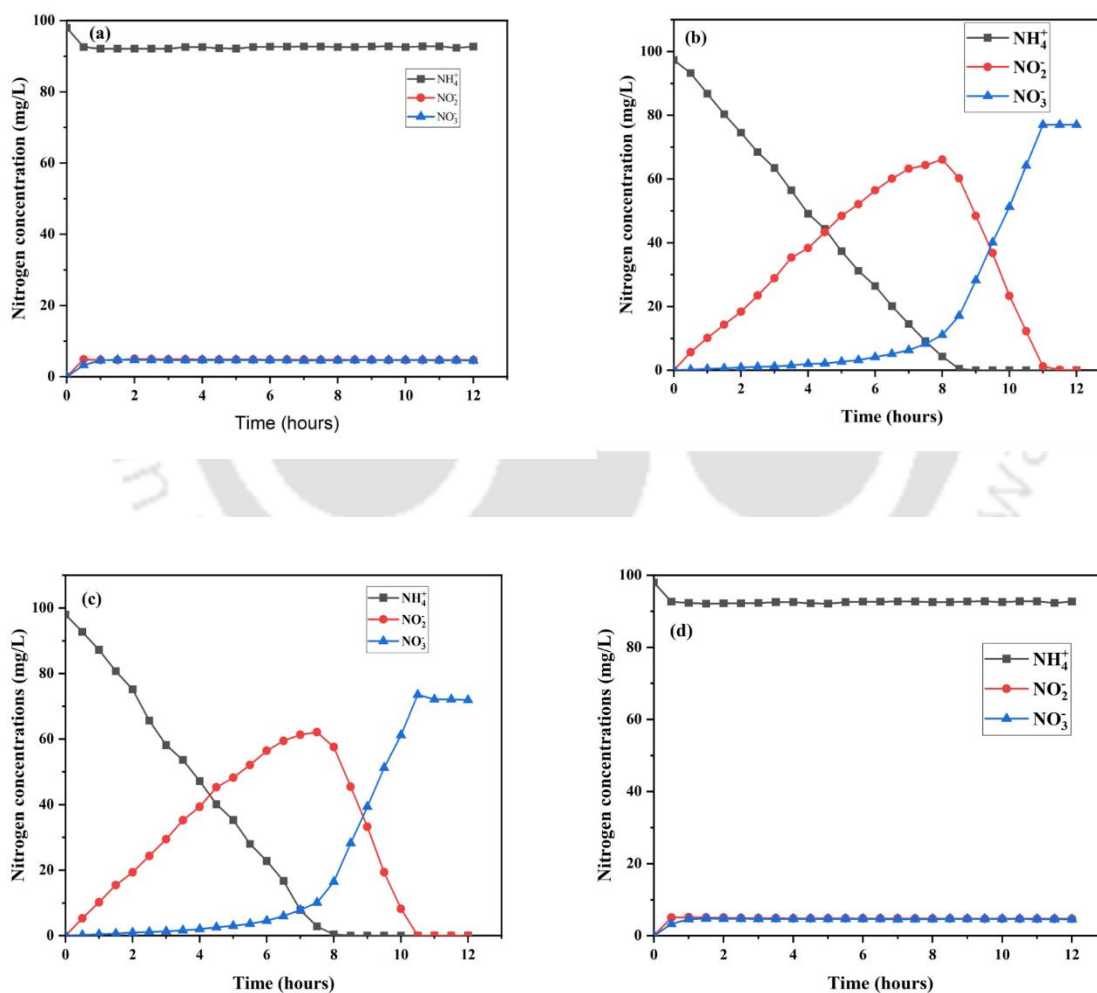 (a)
NH₄⁺
NO₂⁻
NO₃⁻
Nitrogen concentration (mg/L)
100
80
60
40
20
0
0 2 4 6 8 10 12
Time (hours)
(b)
NH₄⁺
NO₂⁻
NO₃⁻
Nitrogen concentration (mg/L)
100
80
60
40
20
0
0 2 4 6 8 10 12
Time (hours)
(c)
NH₄⁺
NO₂⁻
NO₃⁻
Nitrogen concentrations (mg/L)
100
80
60
40
20
0
0 2 4 6 8 10 12
Time (hours)
(d)
NH₄⁺
NO₂⁻
NO₃⁻
Nitrogen concentrations (mg/L)
100
80
60
40
20
0
0 2 4 6 8 10 12
Time (hours)